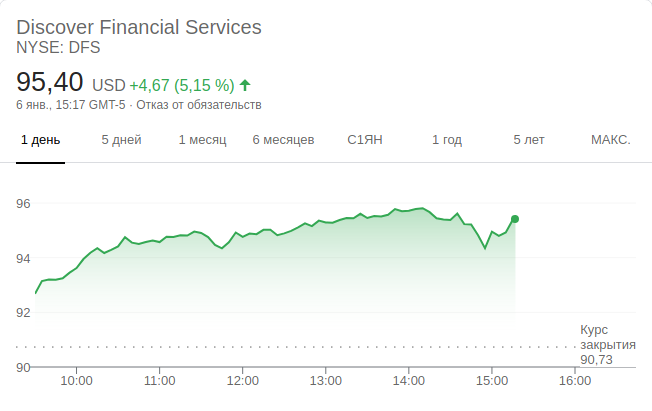 Discover Financial Services
NYSE: DFS
95,40 USD +4,67 (5,15 %)
6 янв., 15:17 GMT-5 · Отказ от обязательств
1 день 5 дней 1 месяц 6 месяцев С1ЯН 1 год 5 лет МАКС.
96
94
92
Курс
закрытия
90,73
90
10:00 11:00 12:00 13:00 14:00 15:00 16:00